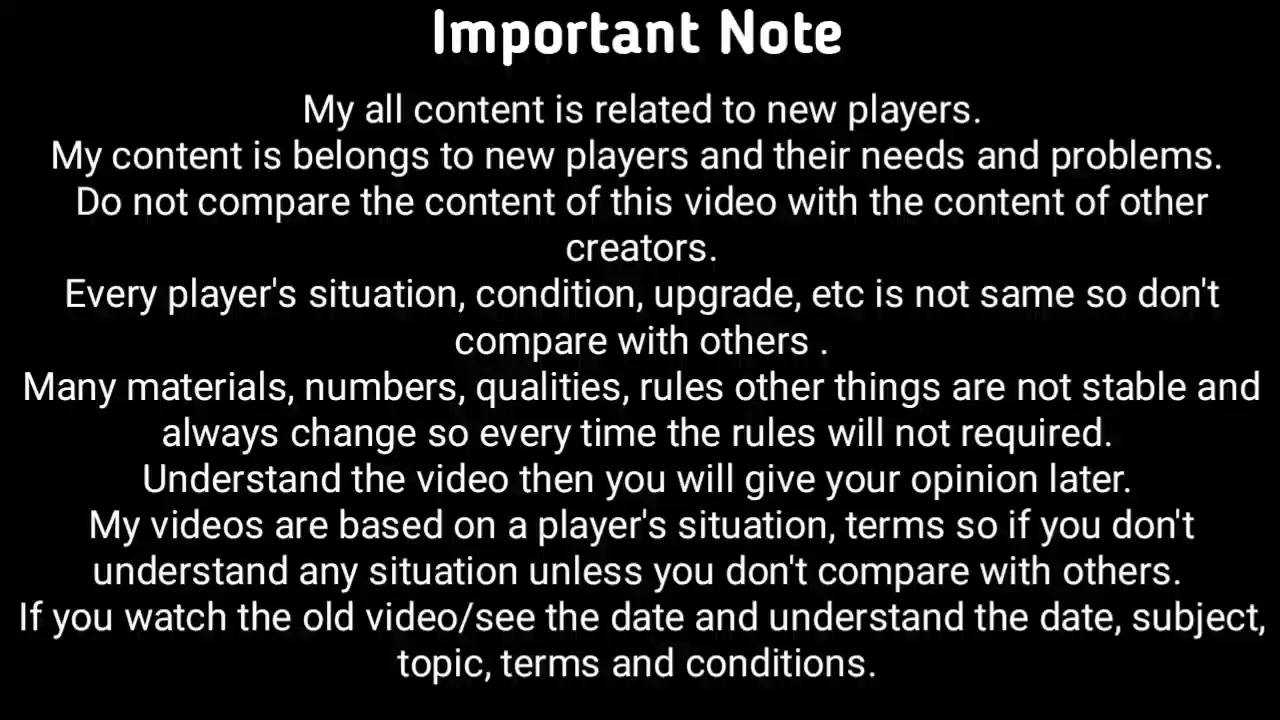 Important Note
My all content is related to new players.
My content is belongs to new players and their needs and problems.
Do not compare the content of this video with the content of other
creators.
Every player's situation, condition, upgrade, etc is not same so don't
compare with others .
Many materials, numbers, qualities, rules other things are not stable and
always change so every time the rules will not required.
Understand the video then you will give your opinion later.
My videos are based on a player's situation, terms so if you don't
understand any situation unless you don't compare with others.
If you watch the old video/see the date and understand the date, subject,
topic, terms and conditions.